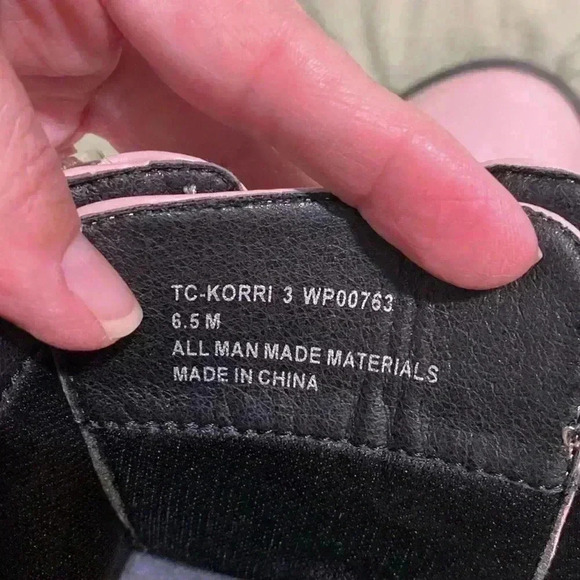 TC-KORRI 3 WP00763
6.5 M
ALL MAN MADE MATERIALS
MADE IN CHINA